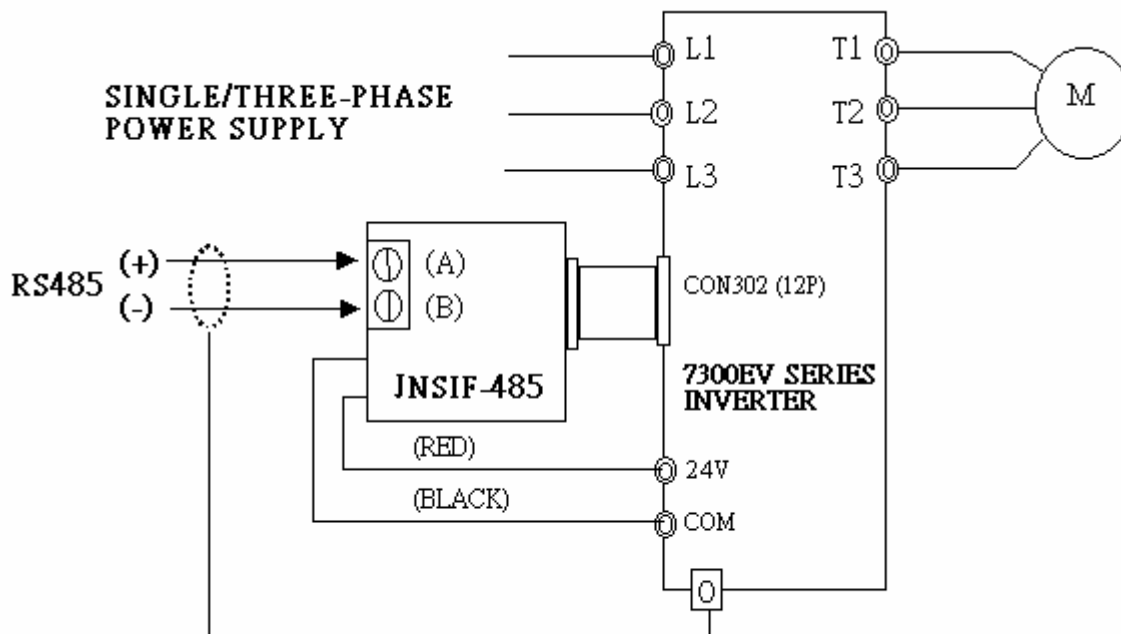 L1
T1
M
SINGLE/THREE-PHASE
POWER SUPPLY
L2
T2
L3
T3
RS485
(+)
(A)
(-)
(B)
CON302 (12P)
JNSIF-485
7300EV SERIES
INVERTER
(RED)
24V
(BLACK)
COM